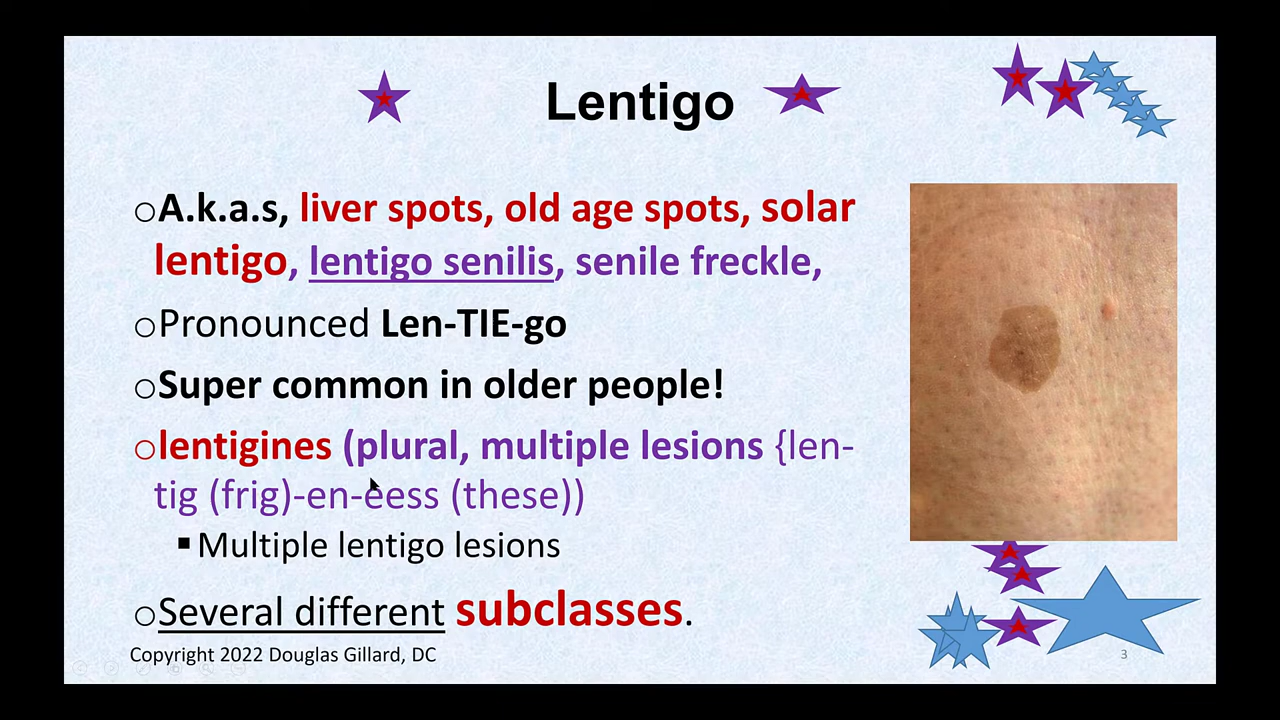 Lentigo
oA.k.a.s, liver spots, old age spots, solar
lentigo, lentigo senilis, senile freckle,
oPronounced Len-TIE-go
oSuper common in older people!
olentigines (plural, multiple lesions {len-
tig (frig)-en-eess (these))
▪Multiple lentigo lesions
oSeveral different subclasses.
Copyright 2022 Douglas Gillard, DC
3